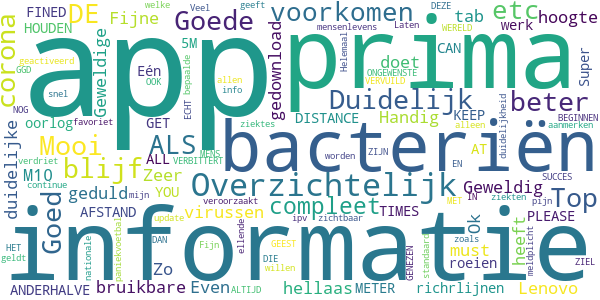 FINED
DE
Goede
voorkomen
etc
welke
Veel
mensenlevens
Laten
DEZE
HOUDEN
Fijne
tab
hoogte
corona
GGD
geactiveerd
NOG
Geweldige
app
prima
5M
Eén
OOK
bepaalde
ECHT
geeft
allen
info
gedownload
Helemaal
ONGEWENSTE
WERELD
VERVUILD
werk
CAN
doet
Super
oorlog
snel
favoriet
GET
ziektes
Duidelijk
beter
duidelijke
Mooi
ALS
bacteriën
DISTANCE
Handig
KEEP
alleen
duidelijkheid
aanmerken
BEGINNEN
verdriet
MENS
VERBITTERT
worden
ZIJN
AT
EN
ziekten
M10
continue
blijf
ALL
Zeer
mijn
Overzichtelijk
Geweldig
Top
SUCCES
pijn
Goed
geduld
YOU
compleet
TIMES
MET
IN
AFSTAND
virussen
veroorzaakt
Ok
must
PLEASE
HET
geldt
nationale
paniekvoetbal
update
DAN
Zo
informatie
Fijn
GEEST
ellende
DIE
willen
ipv
zichtbaar
GENEZEN
roeien
standaard
heeft
zoals
meldplicht
ZIEL
ANDERHALVE
bruikbare
Even
ALTIJD
hellaas
METER
richrlijnen
Lenovo